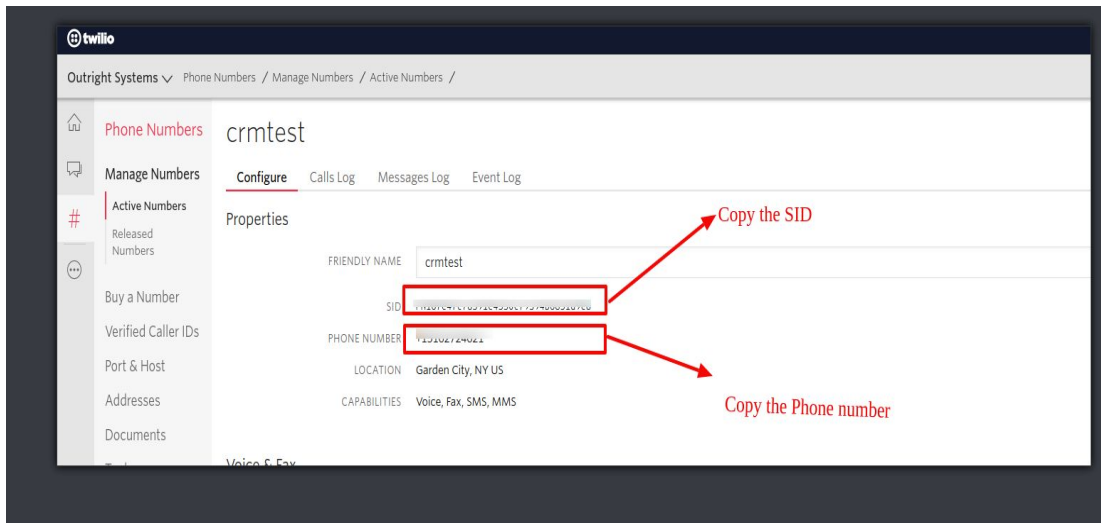 twilio
Outright Systems Phone Numbers / Manage Numbers / Active Numbers /
Phone Numbers
crmtest
Manage Numbers
Configure Calls Log Messages Log Event Log
Active Numbers
Released
Numbers
Properties
Copy the SID
FRIENDLY NAME crmtest
Buy a Number
SID
Verified Caller IDs
PHONE NUMBER
Port & Host
LOCATION Garden City, NY US
Addresses
CAPABILITIES Voice, Fax, SMS, MMS
Copy the Phone number
Documents
Voice & Fax